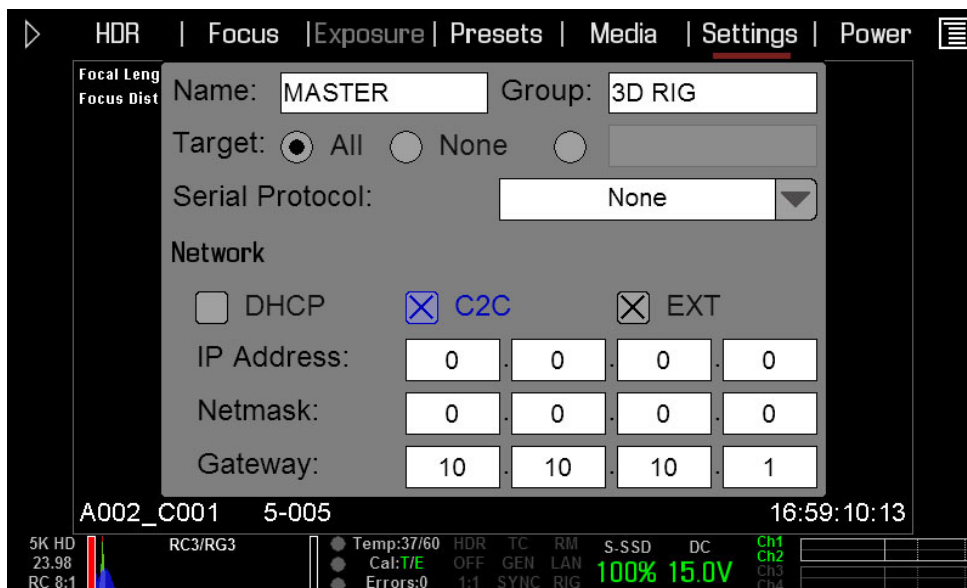 HDR | Focus | Exposure | Presets | Media | Settings | Power
Focal Leng
Focus Dist
Name: MASTER Group: 3D RIG
Target: All None
Serial Protocol: None
Network
DHCP C2C EXT
IP Address: 0 . 0 . 0 . 0
Netmask: 0 . 0 . 0 . 0
Gateway: 10 . 10 . 10 . 1
A002_C001 5-005 16:59:10:13
5K HD RC3/RG3 Temp:37/60 HDR TC RM S-SSD DC Ch1
23.98 Cal:T/E OFF GEN LAN 100% 15.0V Ch2
RC 8:1 Errors:0 1:1 SYNC RIG Ch3
Ch4